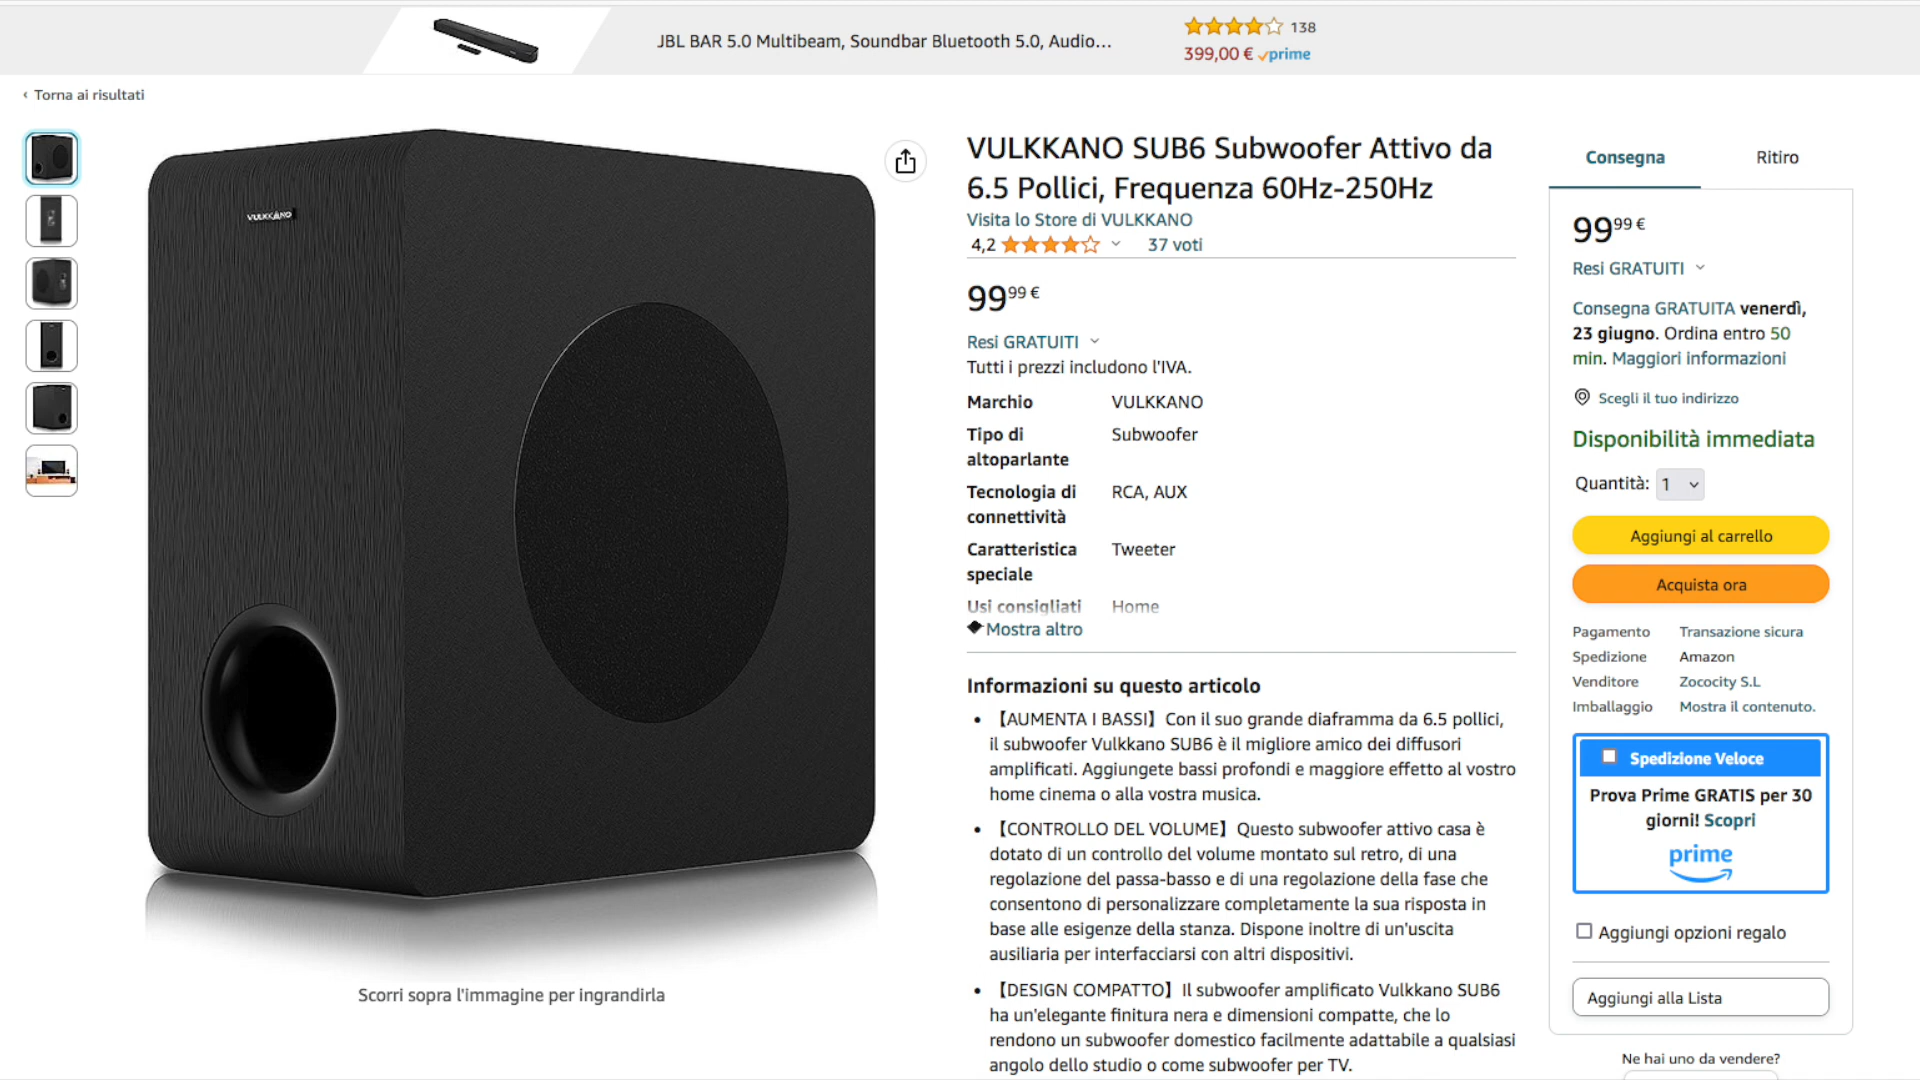 JBL BAR 5.0 Multibeam, Soundbar Bluetooth 5.0, Audio...
138
399,00 € prime
‹ Torna ai risultati
VULKKANO
Scorri sopra l'immagine per ingrandirla
VULKKANO SUB6 Subwoofer Attivo da
6.5 Pollici, Frequenza 60Hz-250Hz
Visita lo Store di VULKKANO
4,2 37 voti
99,99 €
Resi GRATUITI
Tutti i prezzi includono l'IVA.
Marchio VULKKANO
Tipo di Subwoofer
altoparlante
Tecnologia di RCA, AUX
connettività
Caratteristica Tweeter
speciale
Usi consigliati Home
Mostra altro
Informazioni su questo articolo
• 【AUMENTA I BASSI】Con il suo grande diaframma da 6.5 pollici,
il subwoofer Vulkkano SUB6 è il migliore amico dei diffusori
amplificati. Aggiungete bassi profondi e maggiore effetto al vostro
home cinema o alla vostra musica.
• 【CONTROLLO DEL VOLUME】Questo subwoofer attivo casa è
dotato di un controllo del volume montato sul retro, di una
regolazione del passa-basso e di una regolazione della fase che
consentono di personalizzare completamente la sua risposta in
base alle esigenze della stanza. Dispone inoltre di un'uscita
ausiliaria per interfacciarsi con altri dispositivi.
• 【DESIGN COMPATTO】Il subwoofer amplificato Vulkkano SUB6
ha un'elegante finitura nera e dimensioni compatte, che lo
rendono un subwoofer domestico facilmente adattabile a qualsiasi
angolo dello studio o come subwoofer per TV.
Consegna Ritiro
99 99 €
Resi GRATUITI
Consegna GRATUITA venerdì,
23 giugno. Ordina entro 50
min. Maggiori informazioni
Scegli il tuo indirizzo
Disponibilità immediata
Quantità: 1
Aggiungi al carrello
Acquista ora
Pagamento Transazione sicura
Spedizione Amazon
Venditore Zococity S.L
Imballaggio Mostra il contenuto.
Spedizione Veloce
Prova Prime GRATIS per 30
giorni! Scopri
prime
Aggiungi opzioni regalo
Aggiungi alla Lista
Ne hai uno da vendere?